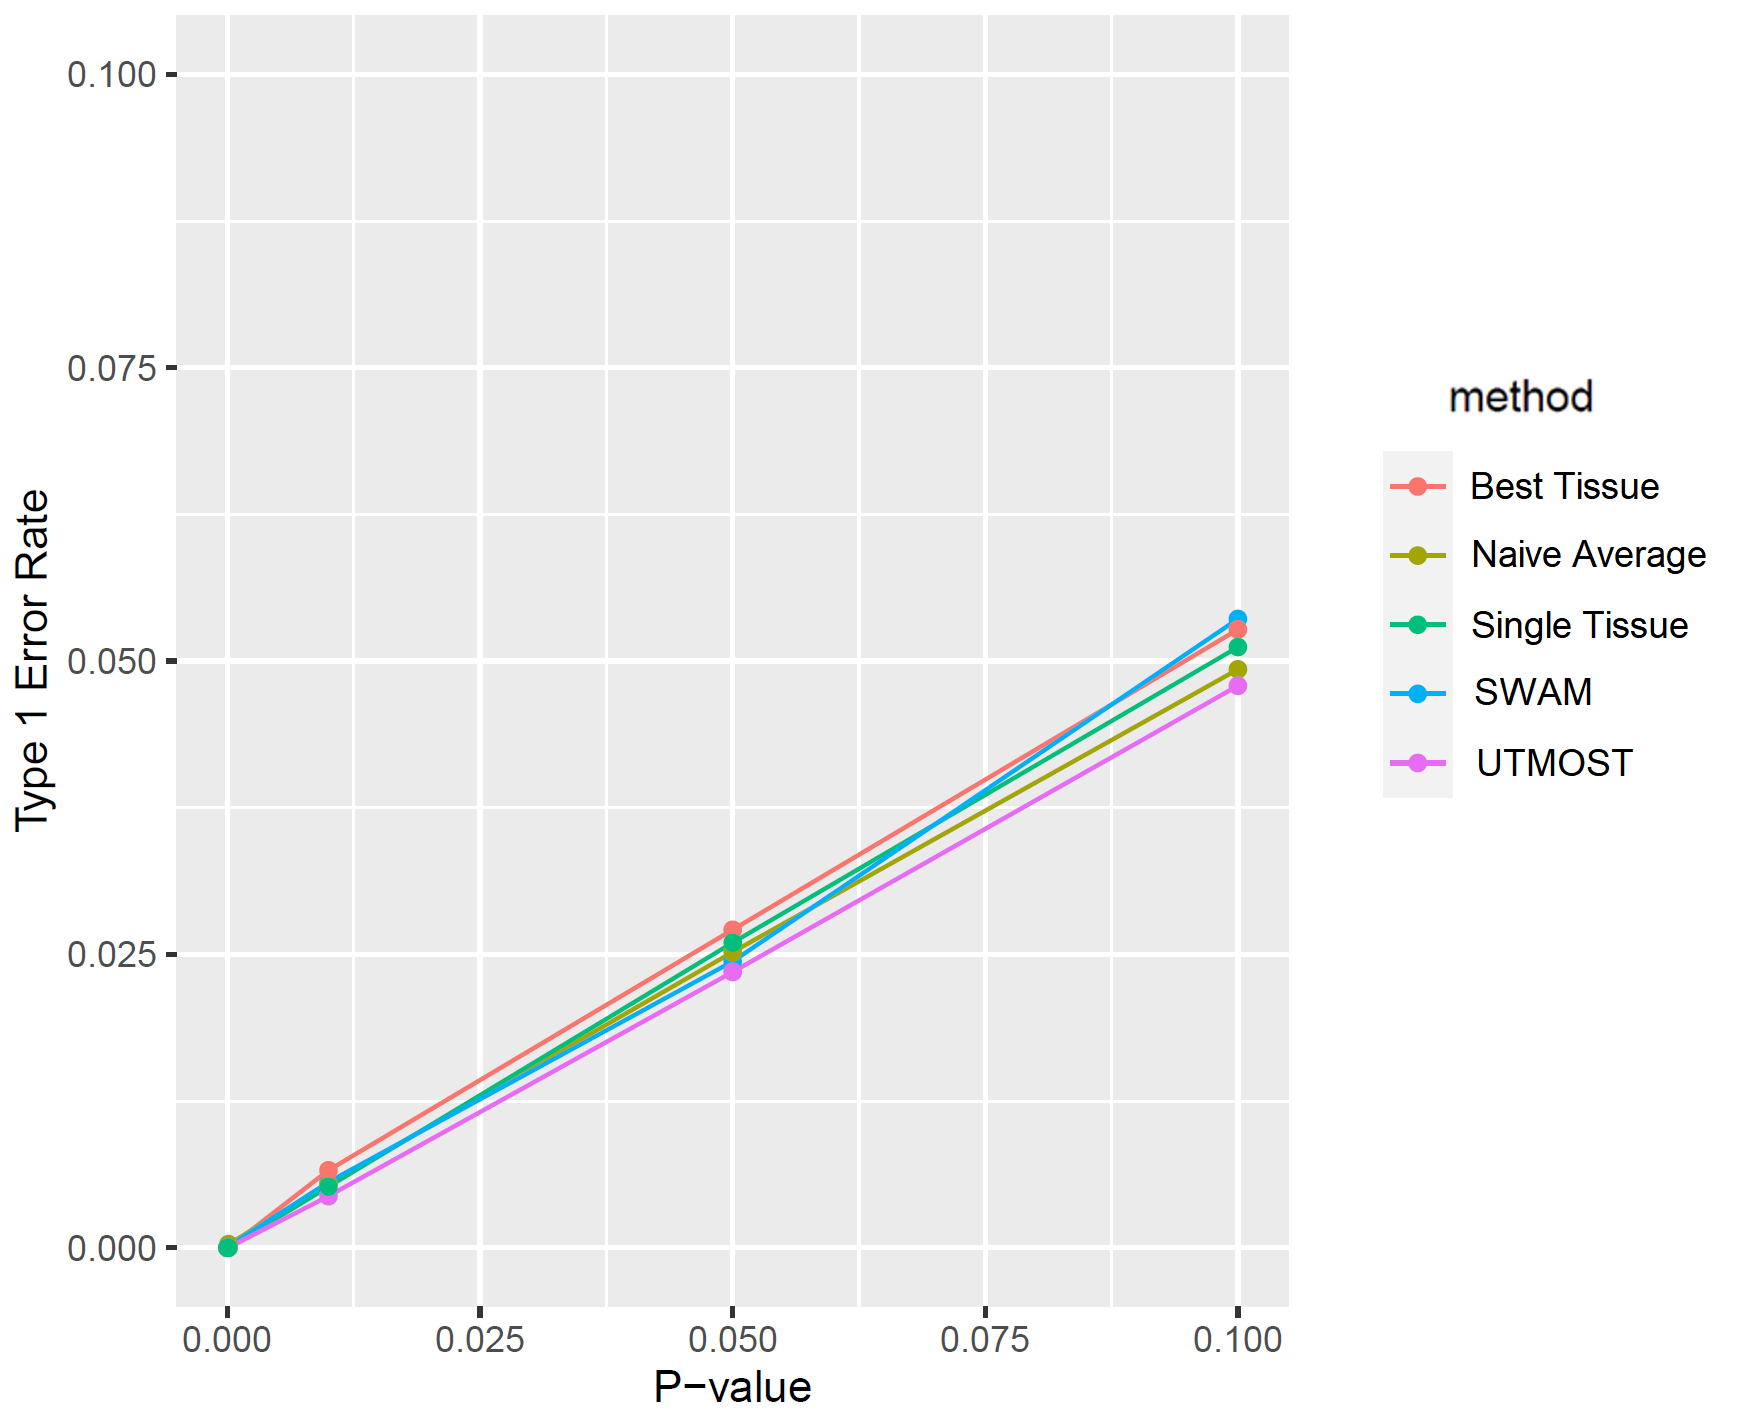 0.100
0.075
0.050
0.025
0.000
Type 1 Error Rate
0.000 0.025 0.050 0.075 0.100
P−value
method
Best Tissue
Naive Average
Single Tissue
SWAM
UTMOST